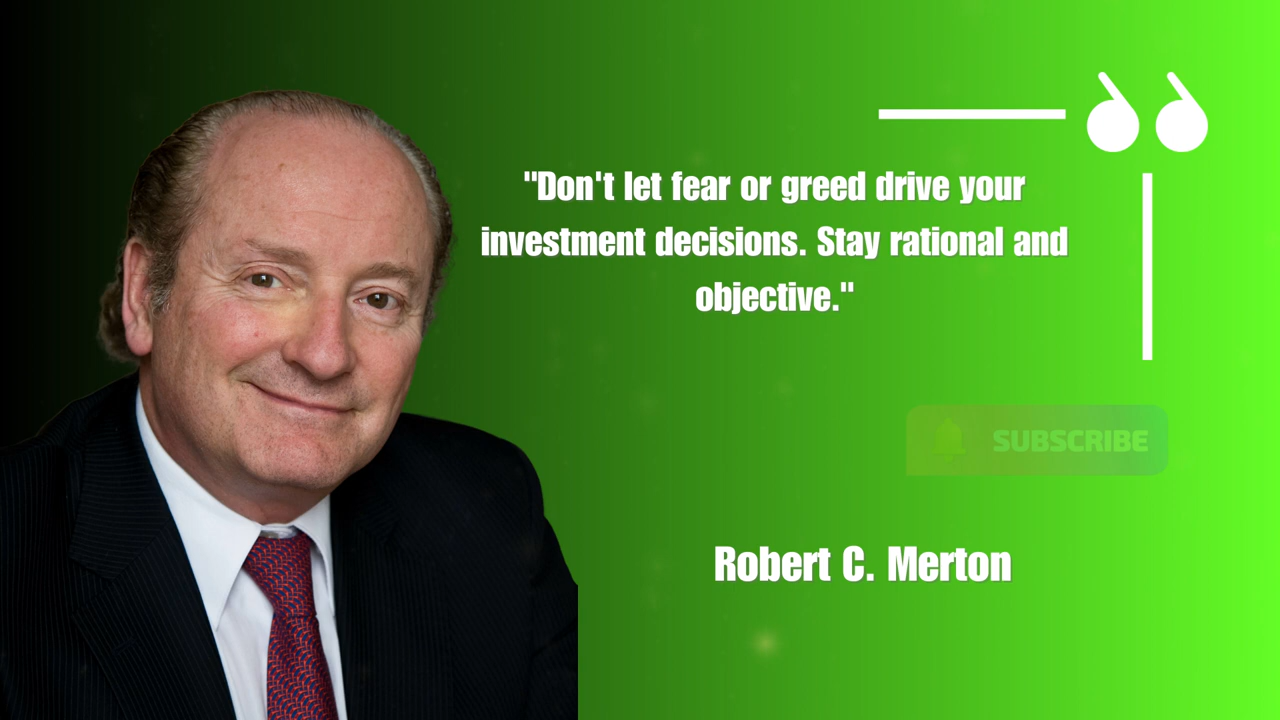 "Don't let fear or greed drive your
investment decisions. Stay rational and
objective."
SUBSCRIBE
Robert C. Merton